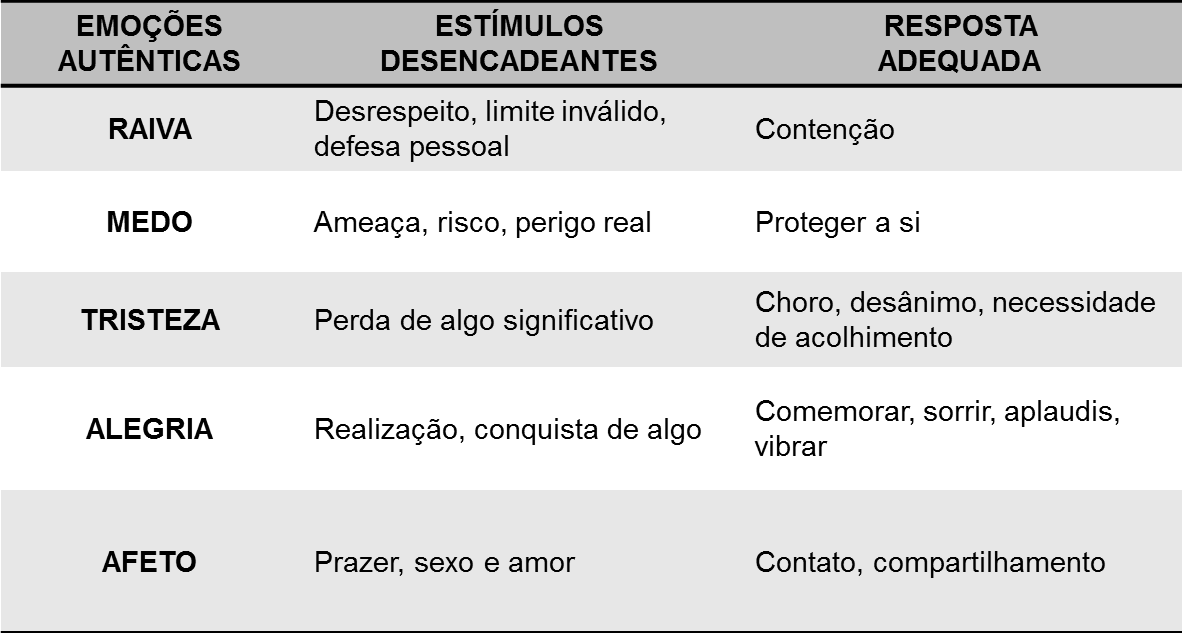 EMOÇÕES AUTÊNTICAS
ESTÍMULOS DESENCADEANTES
RESPOSTA ADEQUADA
RAIVA
Desrespeito, limite inválido,
defesa pessoal
Contenção
MEDO
Ameaça, risco, perigo real
Proteger a si
TRISTEZA
Perda de algo significativo
Choro, desânimo, necessidade
de acolhimento
ALEGRIA
Realização, conquista de algo
Comemorar, sorrir, aplaudis,
vibrar
AFETO
Prazer, sexo e amor
Contato, compartilhamento